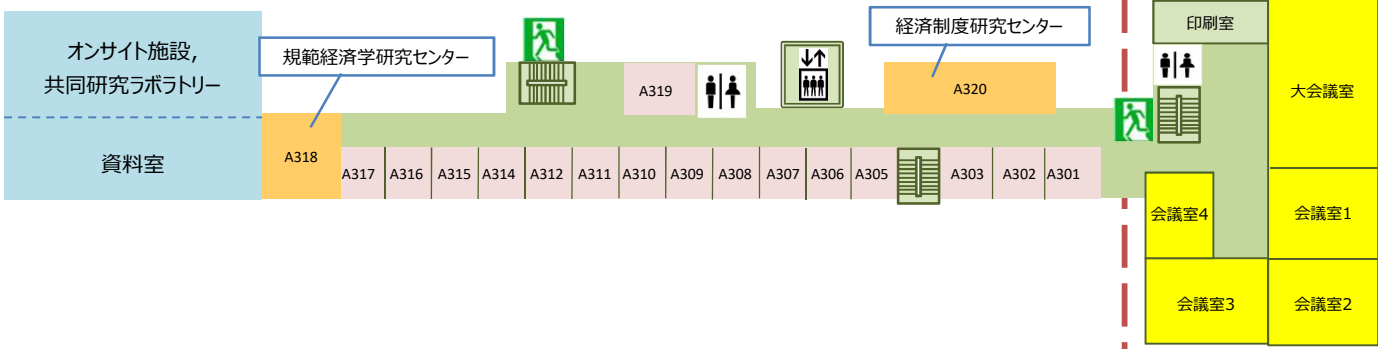 オンサイト施設,
共同研究ラボラトリー
資料室
規範経済学研究センター
経済制度研究センター
印刷室
A319
A320
大会議室
A318
A317
A316
A315
A314
A312
A311
A310
A309
A308
A307
A306
A305
A303
A302
A301
会議室4
会議室1
会議室3
会議室2